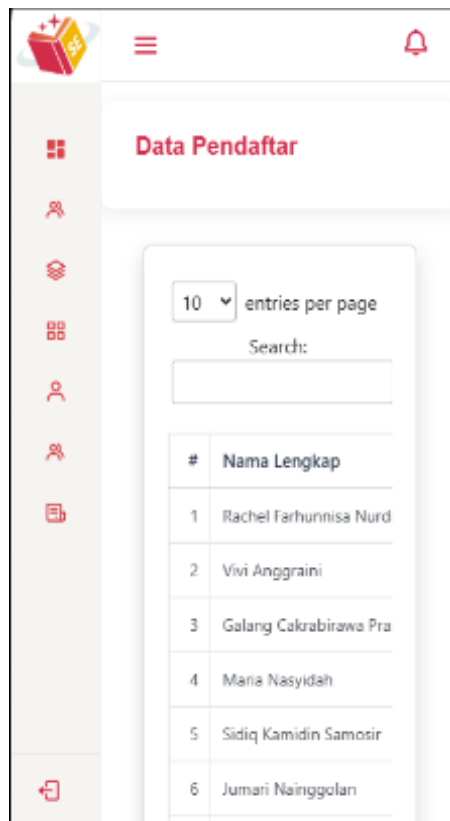 SE
Data Pendaftar
10 entries per page
Search:
# Nama Lengkap
1 Rachel Farhunnisa Nurd
2 Vivi Anggraini
3 Galang Cakrabirawa Pra
4 Maria Nasyidah
5 Sidiq Kamidin Samosir
6 Jumari Nainggolan